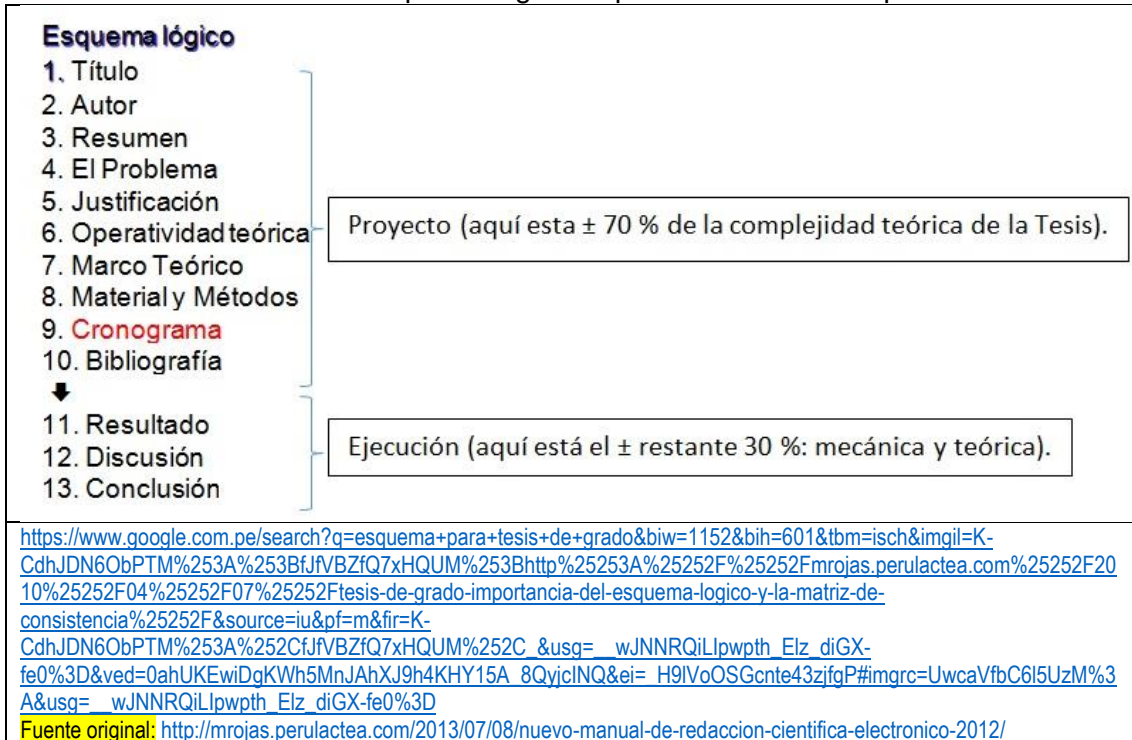 Esquema lógico
1. Título
2. Autor
3. Resumen
4. El Problema
5. Justificación
6. Operatividad teórica
7. Marco Teórico
8. Material y Métodos
9. Cronograma
10. Bibliografía
Proyecto (aquí esta ± 70 % de la complejidad teórica de la Tesis).
11. Resultado
12. Discusión
13. Conclusión
Ejecución (aquí está el ± restante 30 %: mecánica y teórica).
https://www.google.com.pe/search?q=esquema+para+tesis+de+grado&biw=1152&bih=601&tbm=isch&imgil=K-
CdhJDN6ObPTM%253A%253BfJfVBZfQ7xHQUM%253Bhttp%25253A%25252F%25252Fmrojas.perulactea.com%25252F20
10%25252F04%25252F07%25252Ftesis-de-grado-importancia-del-esquema-logico-y-la-matriz-de-
consistencia%25252F&source=iu&pf=m&fir=K-
CdhJDN6ObPTM%253A%252CfJfVBZfQ7xHQUM%252C_&usg=__wJNNRQiLIpwpth_Elz_diGX-
fe0%3D&ved=0ahUKEwiDgKWh5MnJAhXJ9h4KHY15A_8QyjcINQ&ei=_H9lVoOSGcnte43zjfgP#imgrc=UwcaVfbC6l5UzM%3
A&usg=__wJNNRQiLIpwpth_Elz_diGX-fe0%3D
Fuente original: http://mrojas.perulactea.com/2013/07/08/nuevo-manual-de-redaccion-cientifica-electronico-2012/